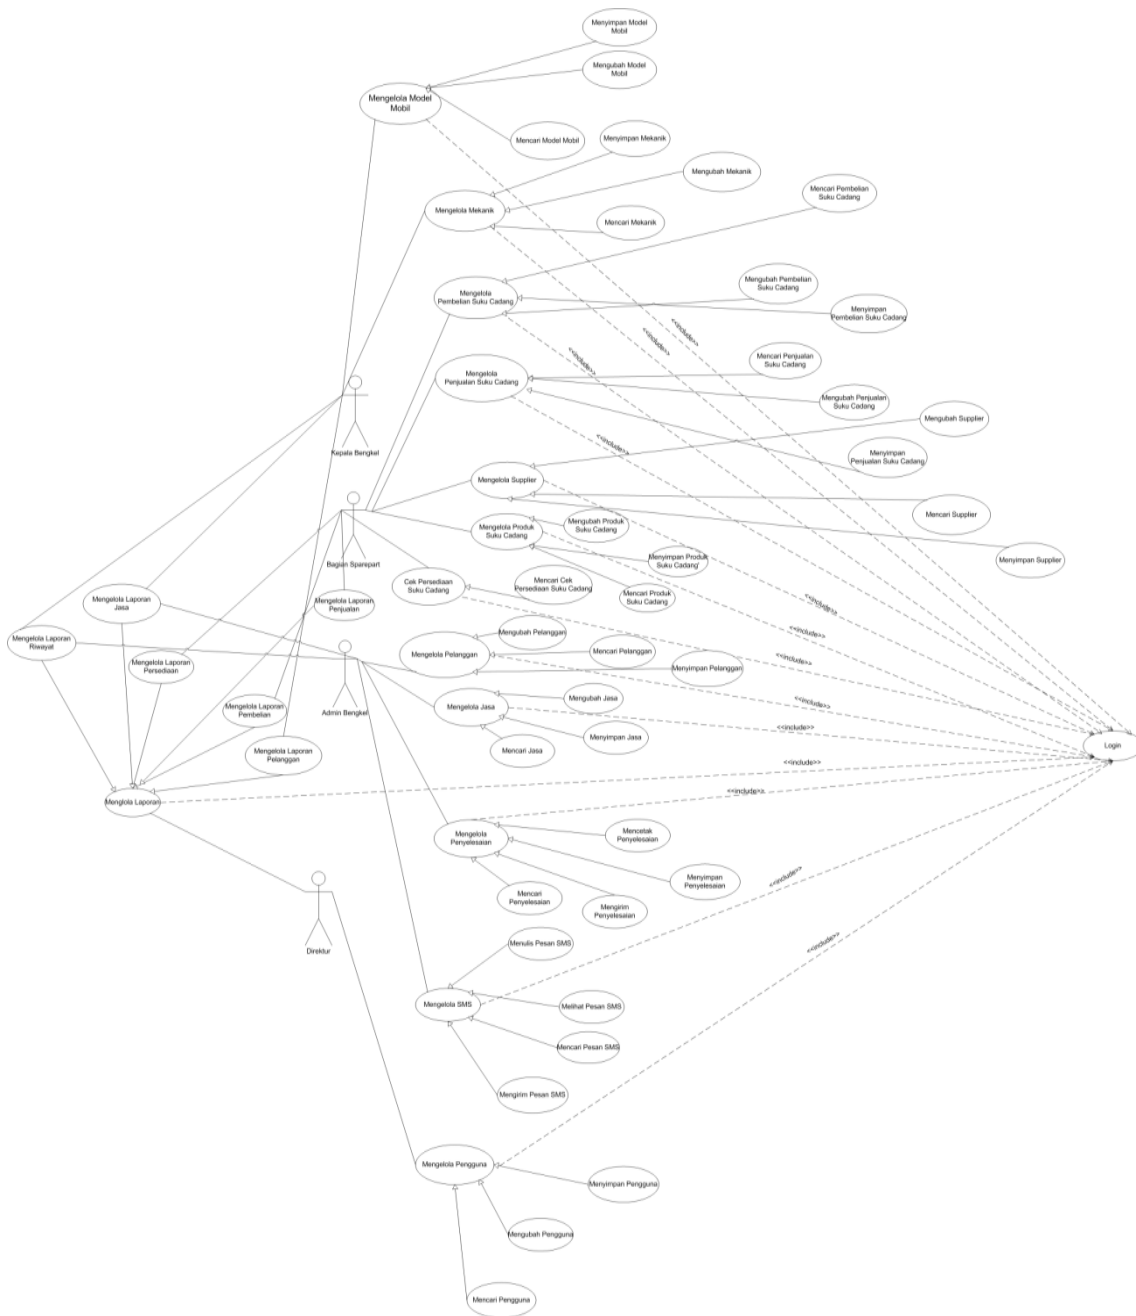 Menyimpan Model
Mobil
Mengubah Model
Mobil
Mengelola Model
Mobil
Mencari Model Mobil
Menyimpan Mekanik
Mengubah Mekanik
Mencari Pembelian
Suku Cadang
Mengelola Mekanik
Mencari Mekanik
Mengubah Pembelian
Suku Cadang
Mengelola
Pembelian Suku Cadang
Menyimpan
Pembelian Suku Cadang
<<include>>
<<include>>
<<include>>
Mencari Penjualan
Suku Cadang
Mengelola
Penjualan Suku Cadang
Mengubah Penjualan
Suku Cadang
Mengubah Supplier
<<include>>
Kepala Bengkel
Menyimpan
Penjualan Suku Cadang
Mengelola Supplier
Mencari Supplier
Mengelola Produk
Suku Cadang
Mengubah Produk
Suku Cadang
Menyimpan Supplier
Bagian Sparepart
Menyimpan Produk
Suku Cadang'
Cek Persediaan
Suku Cadang
Mencari Cek
Persediaan Suku Cadang
Mencari Produk
Suku Cadang
Mengelola Laporan
Jasa
Mengelola Laporan
Penjualan
<<include>>
<<include>>
Mengelola Laporan
Riwayat
Mengubah Pelanggan
Mengelola Pelanggan
Mencari Pelanggan
<<include>>
Mengelola Laporan
Persediaan
Menyimpan Pelanggan
Admin Bengkel
Mengelola Laporan
Pembelian
Mengelola Jasa
Mengubah Jasa
<<include>>
Menyimpan Jasa
<<include>>
Mengelola Laporan
Pelanggan
Mencari Jasa
Login
<<include>>
Menglola Laporan
<<include>>
Mengelola
Penyelesaian
Mencetak
Penyelesaian
Menyimpan
Penyelesaian
<<include>>
Mencari
Penyelesaian
Mengirim
Penyelesaian
Direktur
Menulis Pesan SMS
<<include>>
Mengelola SMS
Melihat Pesan SMS
Mencari Pesan SMS
Mengirim Pesan SMS
Mengelola Pengguna
Menyimpan Pengguna
Mengubah Pengguna
Mencari Pengguna